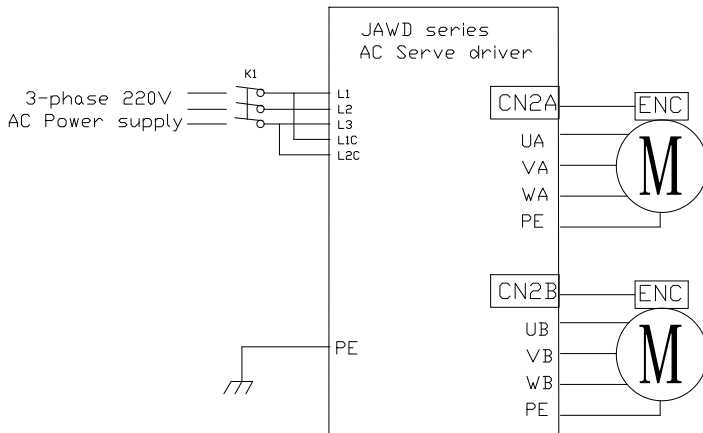 JAWD series
AC Serve driver
K1
3-phase 220V
AC Power supply
L1
L2
L3
L1C
L2C
CN2A
ENC
UA
VA
WA
PE
M
CN2B
ENC
UB
VB
WB
PE
M
PE